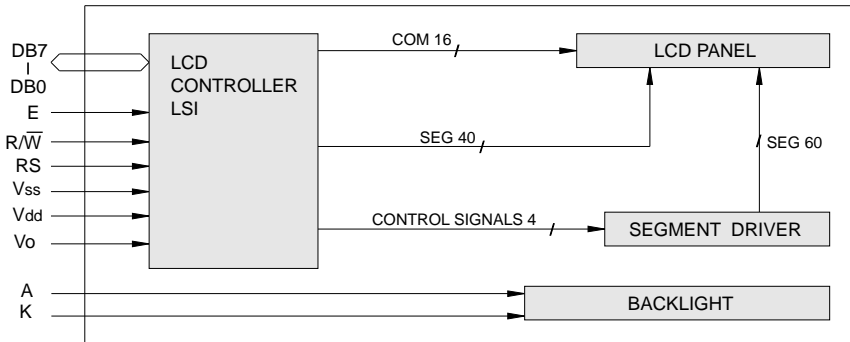 DB7
DB0
E
R/W̅
RS
Vss
Vdd
Vo
A
K
LCD
CONTROLLER
LSI
COM 16
SEG 40
CONTROL SIGNALS 4
LCD PANEL
SEG 60
SEGMENT DRIVER
BACKLIGHT